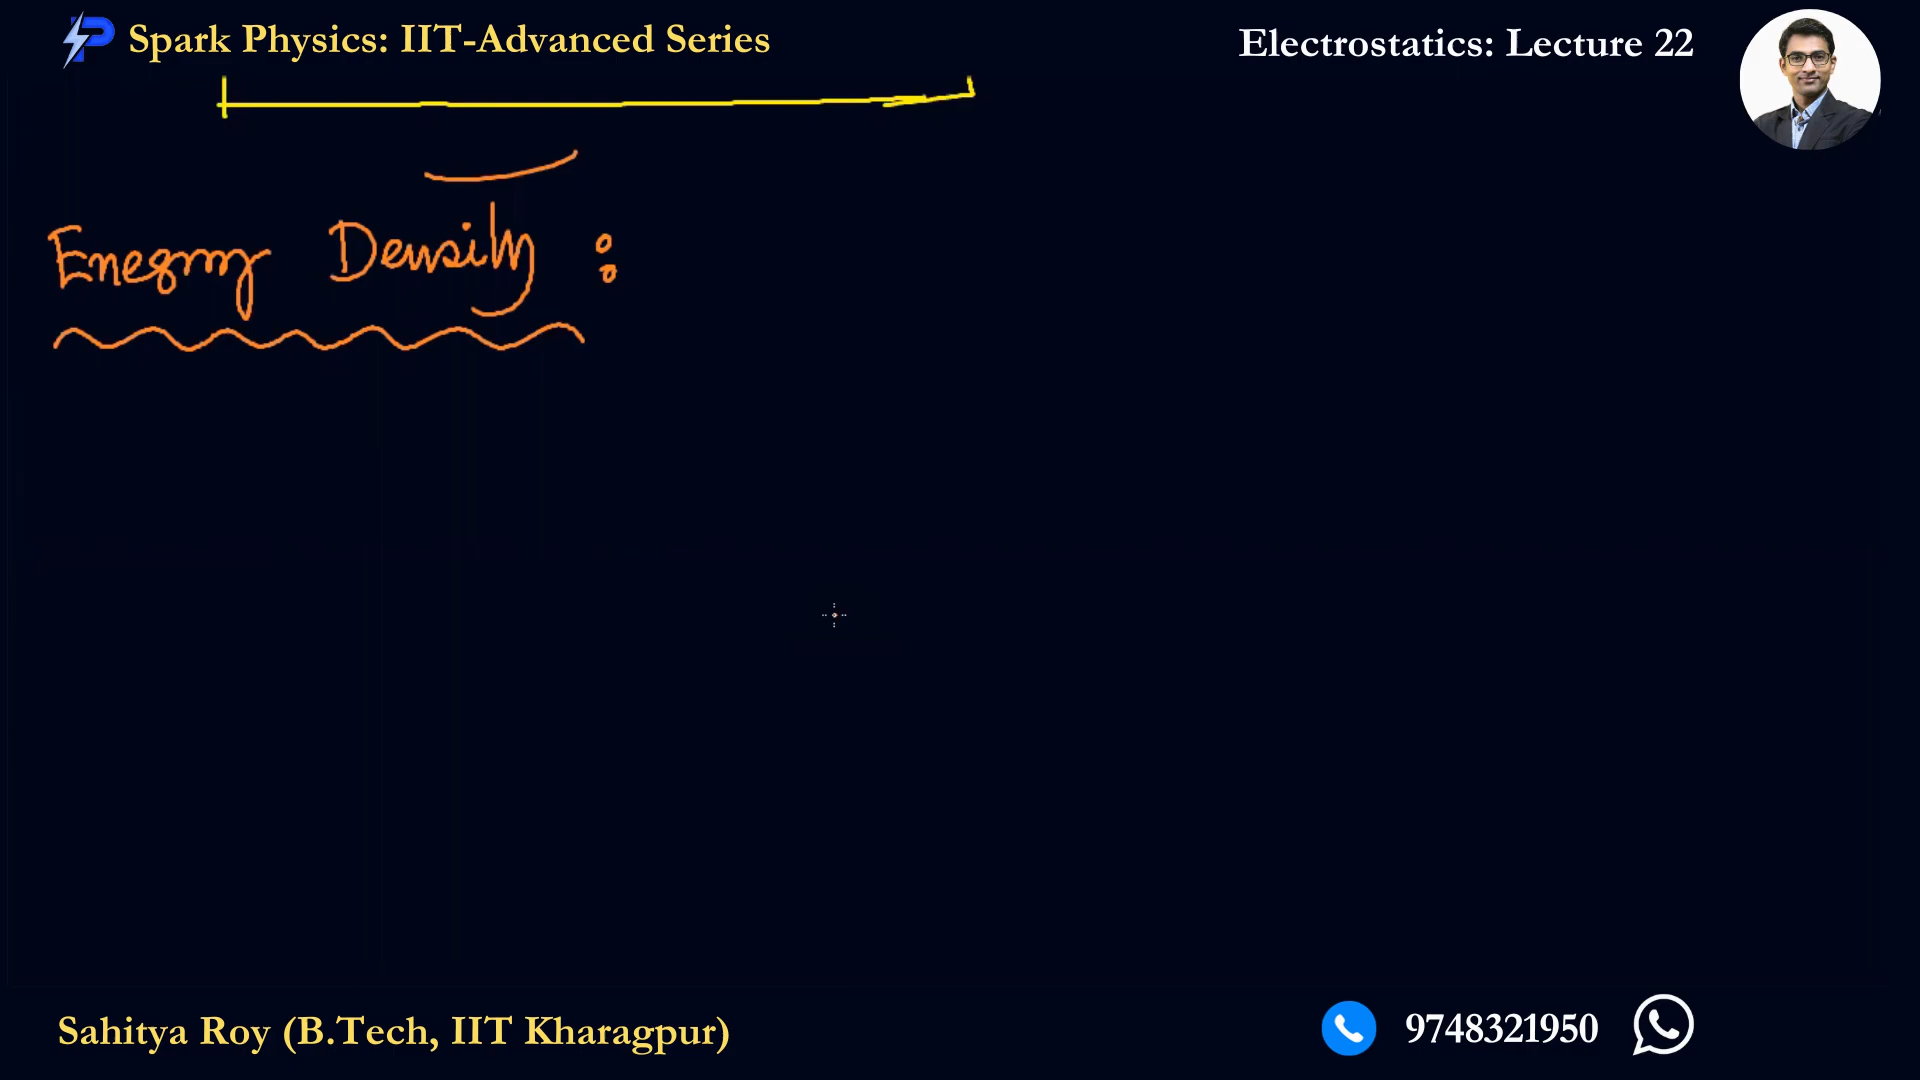 Spark Physics: IIT-Advanced Series
Electrostatics: Lecture 22
Energy Density :
Sahitya Roy (B.Tech, IIT Kharagpur)
9748321950